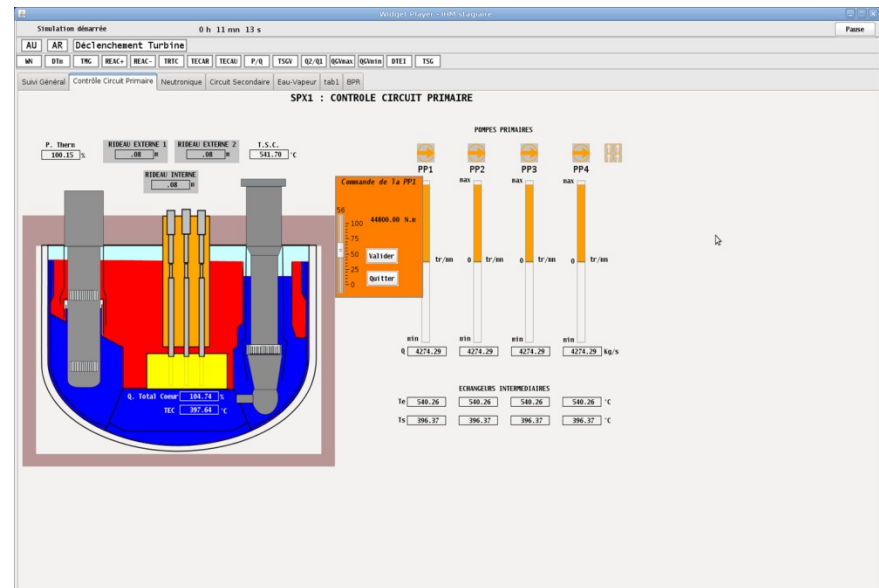 Widget Player - IHM stagiaire
Simulation démarrée 0 h 11 mn 13 s Pause
AU AR Déclenchement Turbine
WN DTm TMG REAC+ REAC- TRTC TECAR TECAU P/Q TSGV Q2/Q1 QGVmax QGVmin DTEI TSG
Suivi Général Contrôle Circuit Primaire Neutronique Circuit Secondaire Eau-Vapeur tab1 BPR
SPX1 : CONTROLE CIRCUIT PRIMAIRE
POMPES PRIMAIRES
P. Therm RIDEAU EXTERNE 1 RIDEAU EXTERNE 2 T.S.C.
100.15 % .08 m .08 m 541.70 °C
PP1 PP2 PP3 PP4
RIDEAU INTERNE
.08 m
max max max
Commande de la PP1
56
44800.00 N.m
100
75
50
25
0
Valider
Quitter
tr/mn 0 tr/mn 0 tr/mn 0 tr/mn
min min min min
Q 4274.29 4274.29 4274.29 4274.29 Kg/s
ECHANGEURS INTERMEDIAIRES
Q. Total Coeur 104.74 %
TEC 397.64 °C
Te 540.26 540.26 540.26 540.26 °C
Ts 396.37 396.37 396.37 396.37 °C